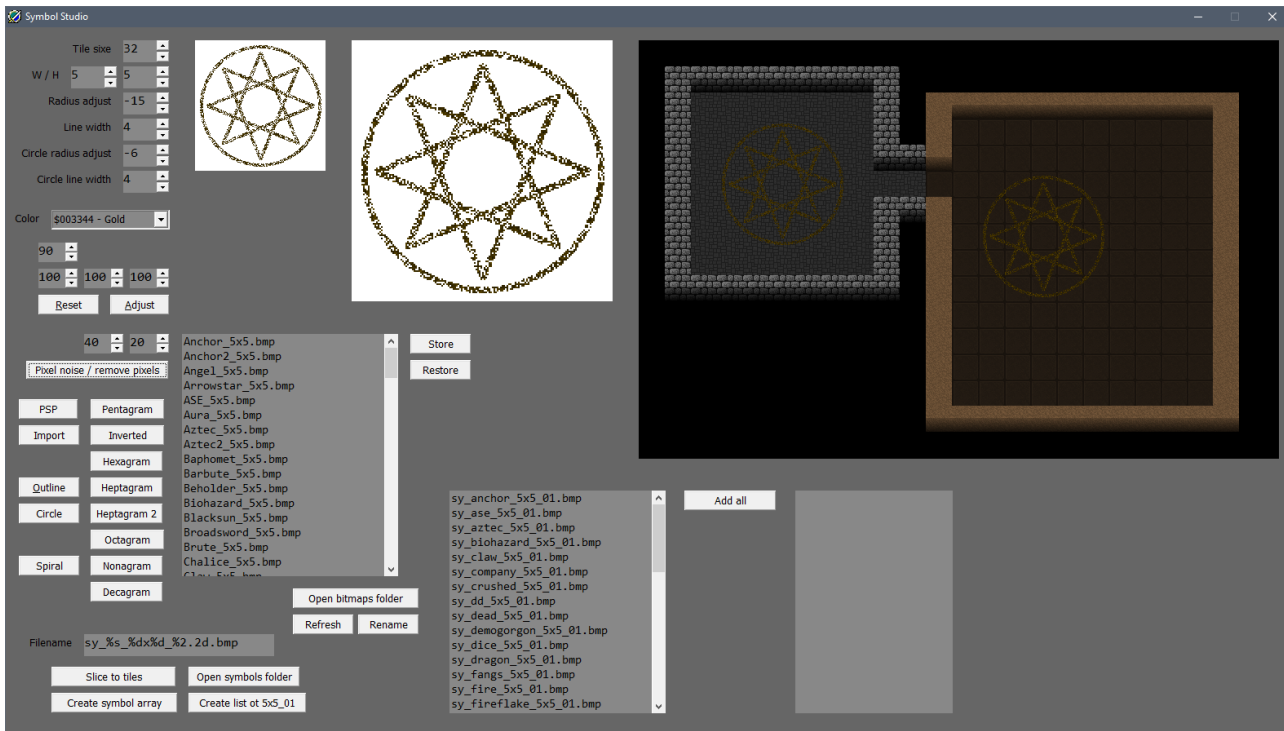 Symbol Studio
Tile sixe 32
W / H 5 5
Radius adjust -15
Line width 4
Circle radius adjust -6
Circle line width 4
Color $003344 - Gold
90
100 100 100
Reset Adjust
40 20
Pixel noise / remove pixels
PSP Pentagram
Import Inverted
Hexagram
Outline Heptagram
Circle Heptagram 2
Octagram
Spiral Nonagram
Decagram
Anchor_5x5.bmp
Anchor2_5x5.bmp
Angel_5x5.bmp
Arrowstar_5x5.bmp
ASE_5x5.bmp
Aura_5x5.bmp
Aztec_5x5.bmp
Aztec2_5x5.bmp
Baphomet_5x5.bmp
Barbute_5x5.bmp
Beholder_5x5.bmp
Biohazard_5x5.bmp
Blacksun_5x5.bmp
Broadsword_5x5.bmp
Brute_5x5.bmp
Chalice_5x5.bmp
Claw_5x5.bmp
Store
Restore
Open bitmaps folder
Refresh Rename
Filename sy_%s_%dx%d_%2.2d.bmp
Slice to tiles Open symbols folder
Create symbol array Create list ot 5x5_01
sy_anchor_5x5_01.bmp
sy_ase_5x5_01.bmp
sy_aztec_5x5_01.bmp
sy_biohazard_5x5_01.bmp
sy_claw_5x5_01.bmp
sy_company_5x5_01.bmp
sy_crushed_5x5_01.bmp
sy_dd_5x5_01.bmp
sy_dead_5x5_01.bmp
sy_demogorgon_5x5_01.bmp
sy_dice_5x5_01.bmp
sy_dragon_5x5_01.bmp
sy_fangs_5x5_01.bmp
sy_fire_5x5_01.bmp
sy_fireflake_5x5_01.bmp
Add all